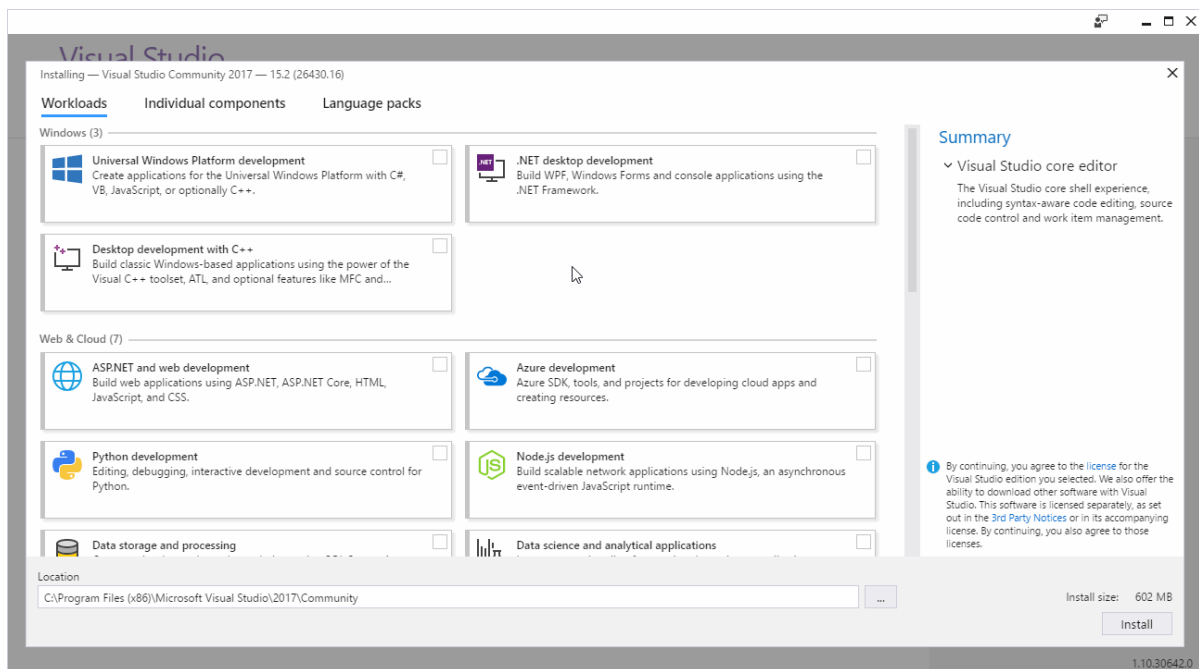 Visual Studio
Installing — Visual Studio Community 2017 — 15.2 (26430.16)
Workloads
Individual components
Language packs
Windows (3)
Universal Windows Platform development
Create applications for the Universal Windows Platform with C#,
VB, JavaScript, or optionally C++.
.NET
.NET desktop development
Build WPF, Windows Forms and console applications using the
.NET Framework.
Desktop development with C++
Build classic Windows-based applications using the power of the
Visual C++ toolset, ATL, and optional features like MFC and...
Web & Cloud (7)
ASP.NET and web development
Build web applications using ASP.NET, ASP.NET Core, HTML,
JavaScript, and CSS.
Azure development
Azure SDK, tools, and projects for developing cloud apps and
creating resources.
Python development
Editing, debugging, interactive development and source control for
Python.
JS
Node.js development
Build scalable network applications using Node.js, an asynchronous
event-driven JavaScript runtime.
Data storage and processing
Data science and analytical applications
Summary
Visual Studio core editor
The Visual Studio core shell experience,
including syntax-aware code editing, source
code control and work item management.
By continuing, you agree to the license for the
Visual Studio edition you selected. We also offer the
ability to download other software with Visual
Studio. This software is licensed separately, as set
out in the 3rd Party Notices or in its accompanying
license. By continuing, you also agree to those
licenses.
Location
C:\Program Files (x86)\Microsoft Visual Studio\2017\Community
...
Install size: 602 MB
Install
1.10.30642.0